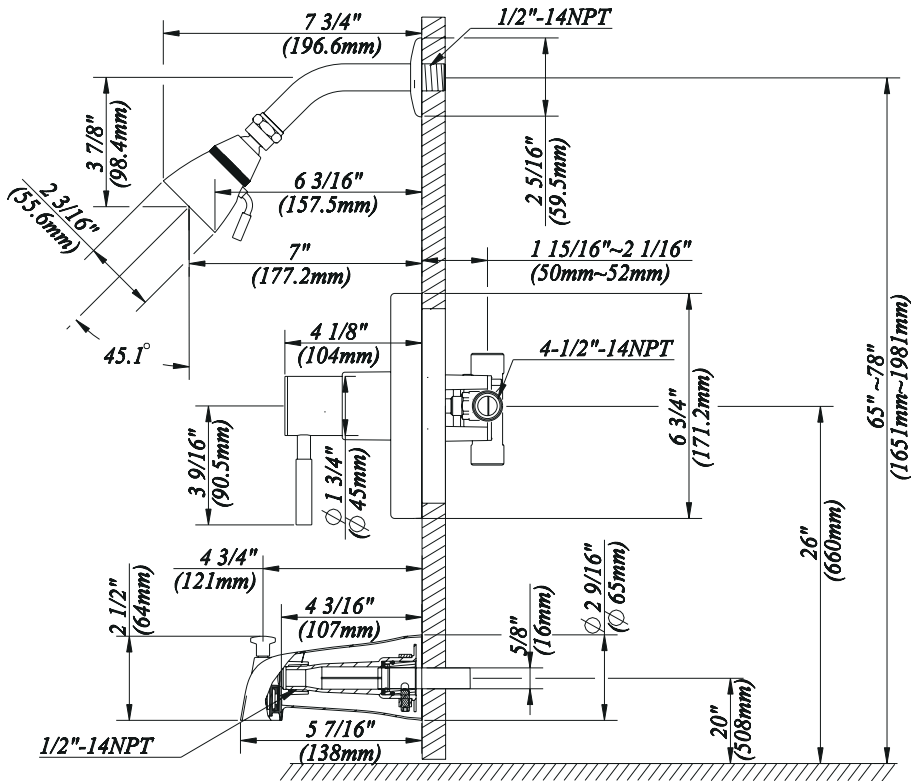 7 3/4"
(196.6mm)
1/2"-14NPT
3 7/8"
(98.4mm)
2 5/16"
(59.5mm)
6 3/16"
(157.5mm)
2 3/16"
(55.6mm)
7"
(177.2mm)
1 15/16"~2 1/16"
(50mm~52mm)
45.1°
4 1/8"
(104mm)
4-1/2"-14NPT
65"~78"
(1651mm~1981mm)
6 3/4"
(171.2mm)
3 9/16"
(90.5mm)
∅ 1 3/4"
∅ 45mm)
26"
(660mm)
4 3/4"
(121mm)
2 1/2"
(64mm)
4 3/16"
(107mm)
5/8"
(16mm)
∅ 2 9/16"
(∅ 65mm)
20"
(508mm)
5 7/16"
(138mm)
1/2"-14NPT